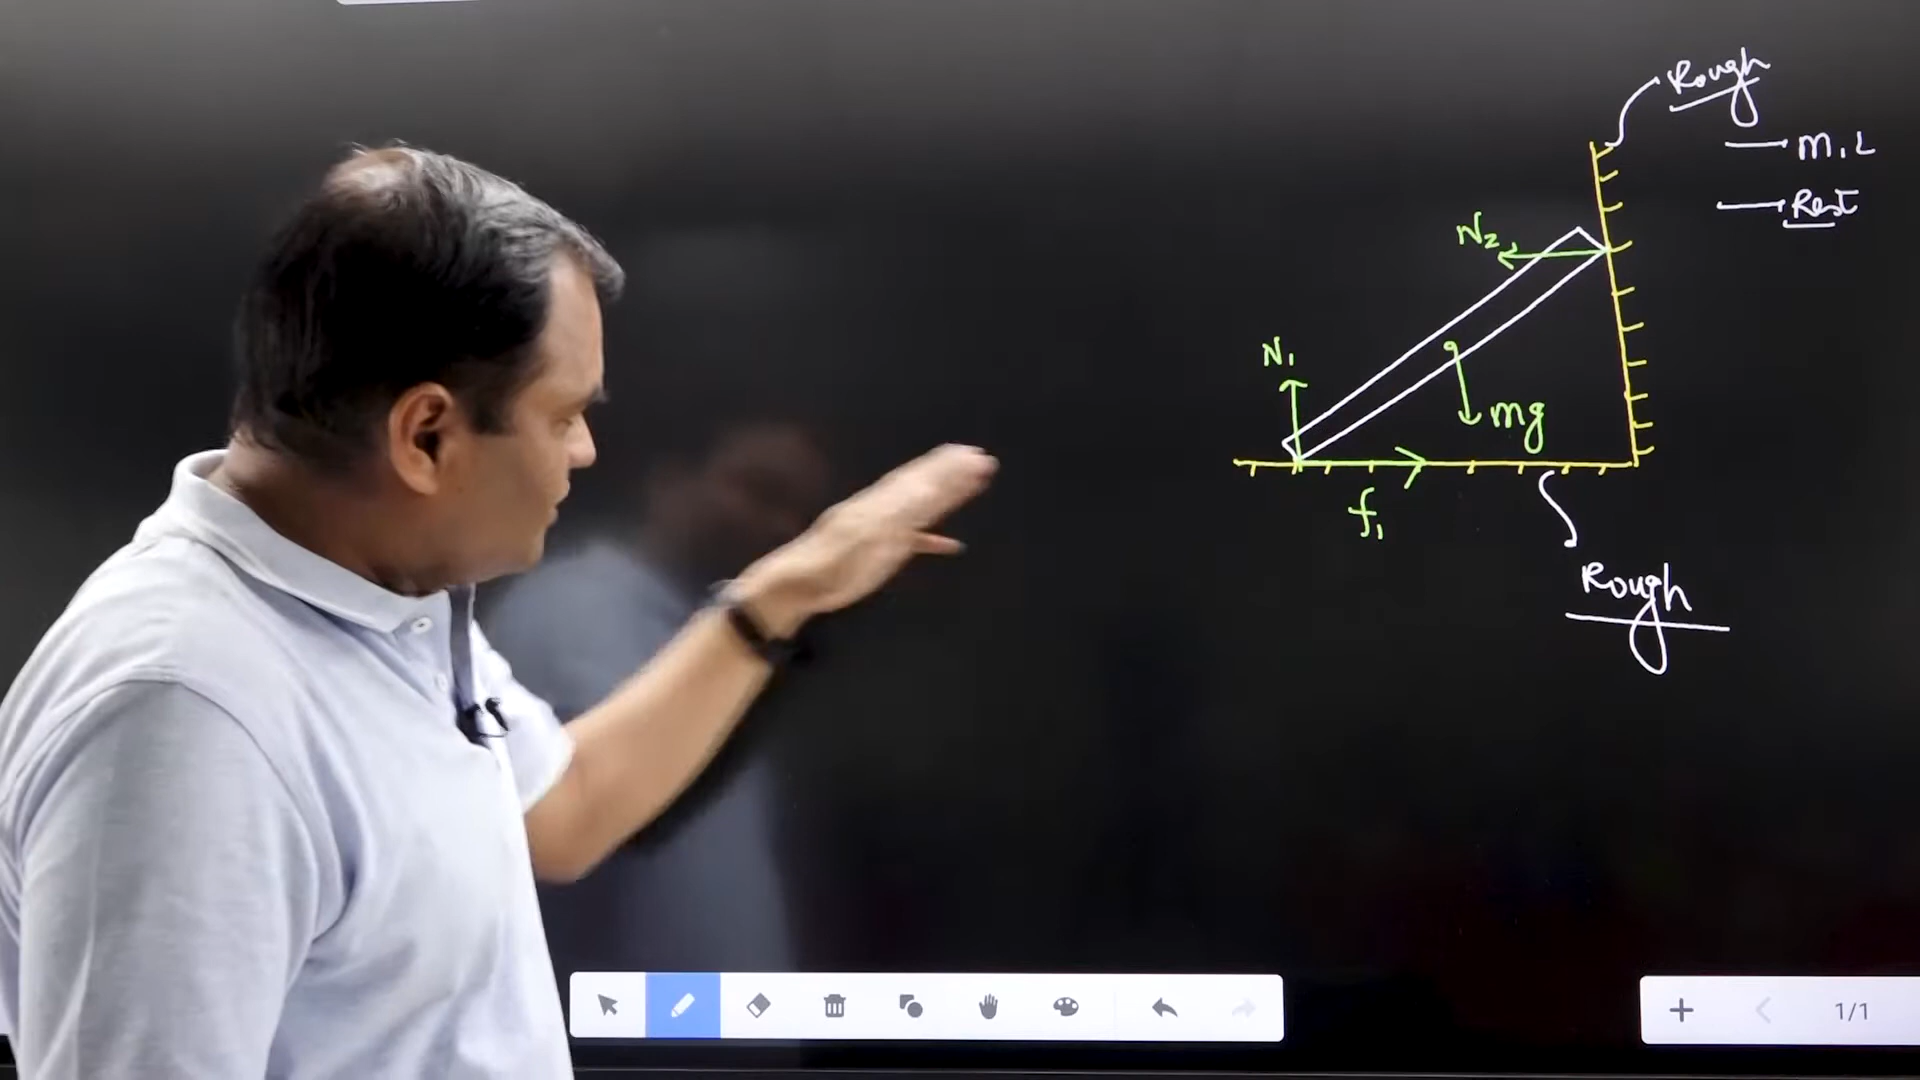 Rough
m, L
Rest
N₂
N₁
mg
f₁
Rough
1/1